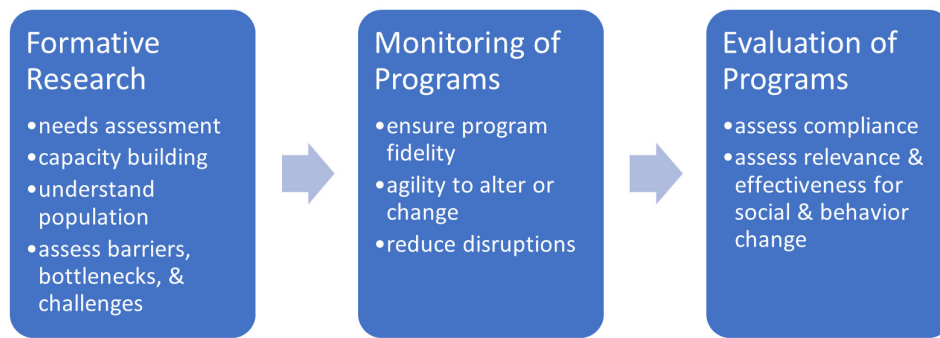 Formative
Research
•needs assessment
•capacity building
•understand
population
•assess barriers,
bottlenecks, &
challenges
Monitoring of
Programs
•ensure program
fidelity
•agility to alter or
change
•reduce disruptions
Evaluation of
Programs
•assess compliance
•assess relevance &
effectiveness for
social & behavior
change